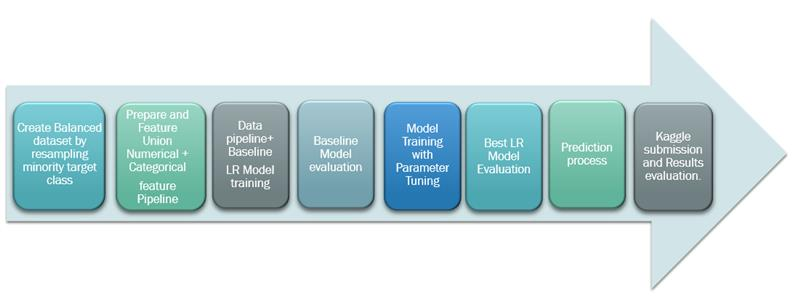 Create Balanced
dataset by
resampling
minority target
class
Prepare and
Feature
Union
Numerical +
Categorical
feature
Pipeline
Data
pipeline+
Baseline
LR Model
training
Baseline
Model
evaluation
Model
Training
with
Parameter
Tuning
Best LR
Model
Evaluation
Prediction
process
Kaggle
submission
and Results
evaluation.